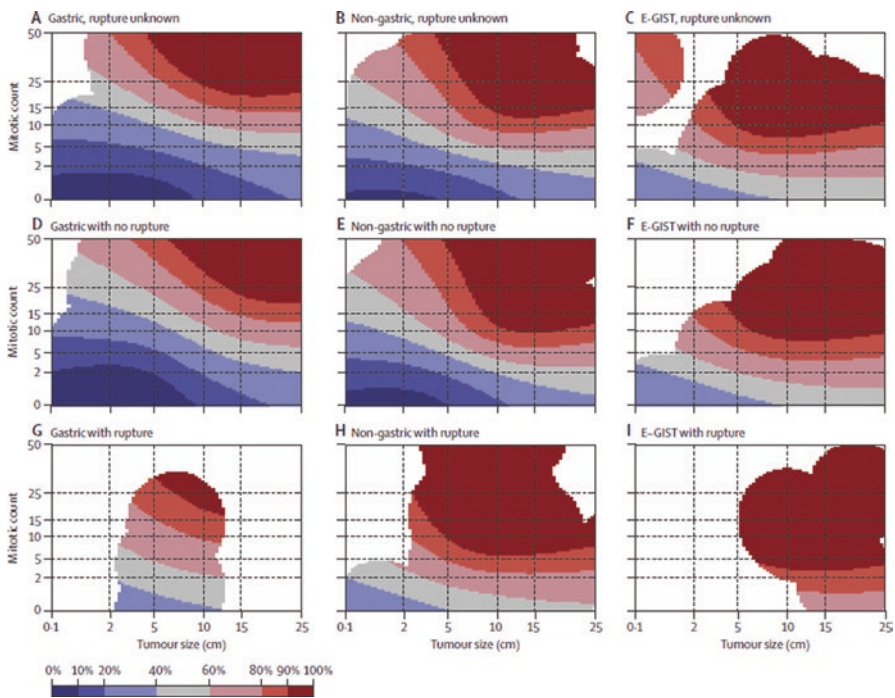 A Gastric, rupture unknown
B Non-gastric, rupture unknown
C E-GIST, rupture unknown
Mitotic count
50
25
15
10
5
2
0
D Gastric with no rupture
E Non-gastric with no rupture
F E-GIST with no rupture
Mitotic count
50
25
15
10
5
2
0
G Gastric with rupture
H Non-gastric with rupture
I E-GIST with rupture
Mitotic count
50
25
15
10
5
2
0
0·1 2 5 10 15 25
0·1 2 5 10 15 25
0·1 2 5 10 15 25
Tumour size (cm)
Tumour size (cm)
Tumour size (cm)
0% 10% 20% 40% 60% 80% 90% 100%